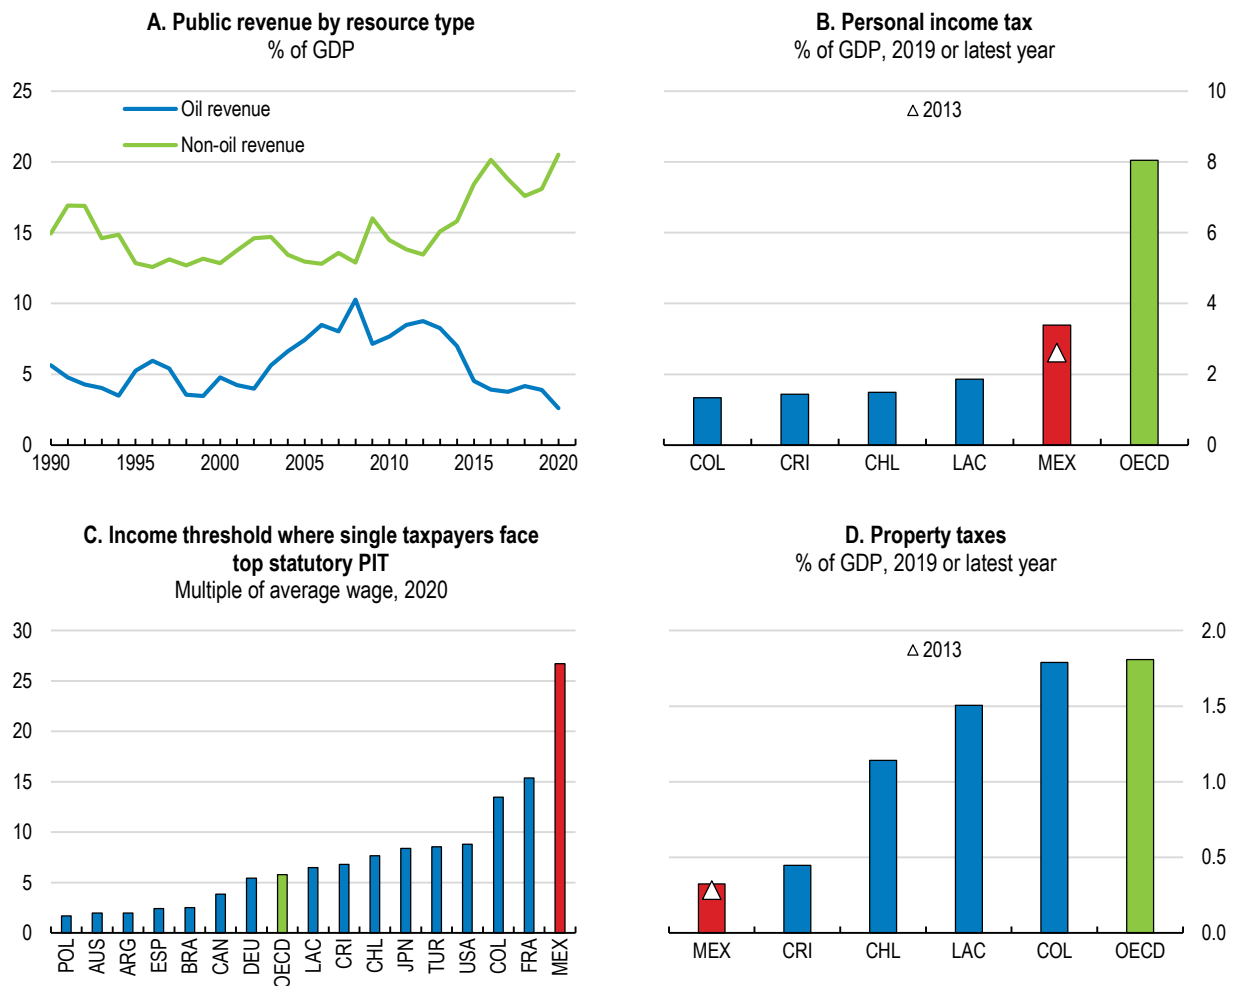 A. Public revenue by resource type
% of GDP
25
20
15
10
5
0
Oil revenue
Non-oil revenue
1990 1995 2000 2005 2010 2015 2020
B. Personal income tax
% of GDP, 2019 or latest year
△ 2013
10
8
6
4
2
0
COL CRI CHL LAC MEX OECD
C. Income threshold where single taxpayers face
top statutory PIT
Multiple of average wage, 2020
30
25
20
15
10
5
0
POL AUS ARG ESP BRA CAN DEU OECD LAC CRI CHL JPN TUR USA COL FRA MEX
D. Property taxes
% of GDP, 2019 or latest year
△ 2013
2.0
1.5
1.0
0.5
0.0
MEX CRI CHL LAC COL OECD